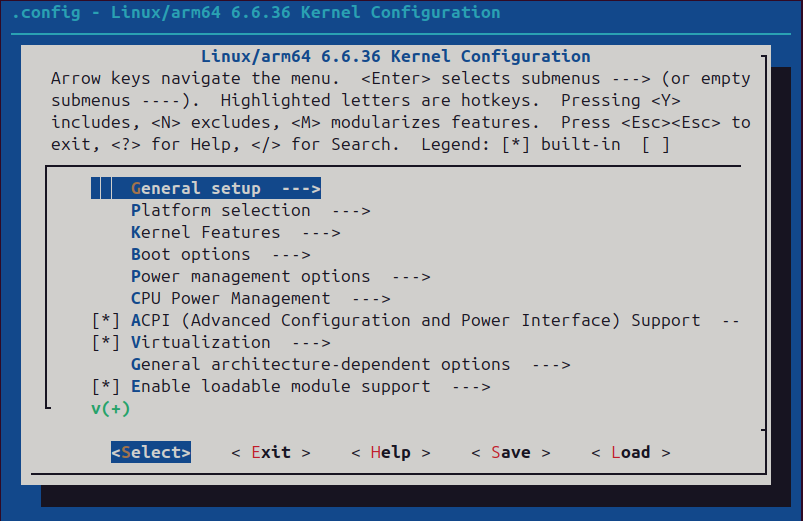 .config - Linux/arm64 6.6.36 Kernel Configuration
Linux/arm64 6.6.36 Kernel Configuration
Arrow keys navigate the menu.  <Enter> selects submenus ---> (or empty
submenus ----).  Highlighted letters are hotkeys.  Pressing <Y>
includes, <N> excludes, <M> modularizes features.  Press <Esc><Esc> to
exit, <?> for Help, </> for Search.  Legend: [*] built-in  [ ]
General setup  --->
Platform selection  --->
Kernel Features  --->
Boot options  --->
Power management options  --->
CPU Power Management  --->
[*] ACPI (Advanced Configuration and Power Interface) Support  --
[*] Virtualization  --->
General architecture-dependent options  --->
[*] Enable loadable module support  --->
v(+)
<Select>    < Exit >    < Help >    < Save >    < Load >